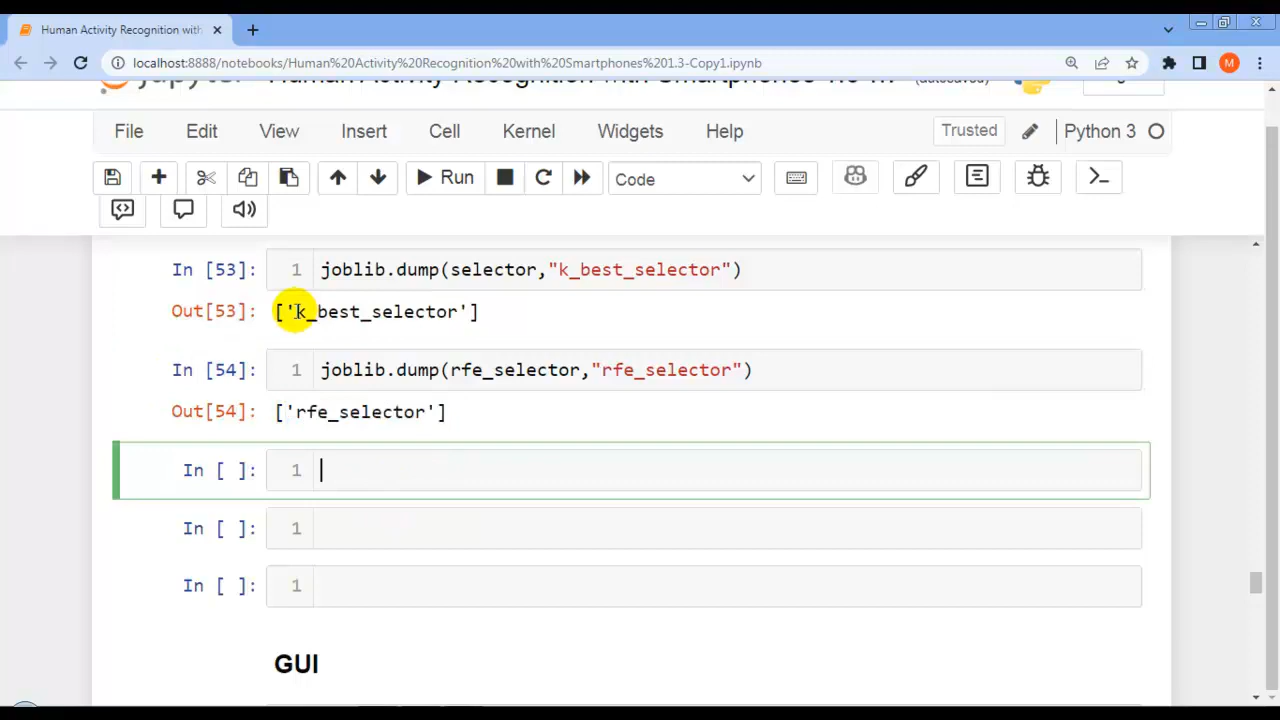 Human Activity Recognition with
localhost:8888/notebooks/Human%20Activity%20Recognition%20with%20Smartphones%201.3-Copy1.ipynb
M
File Edit View Insert Cell Kernel Widgets Help Trusted Python 3
Run Code
In [53]: 1 joblib.dump(selector,"k_best_selector")
Out[53]: ['k_best_selector']
In [54]: 1 joblib.dump(rfe_selector,"rfe_selector")
Out[54]: ['rfe_selector']
In [ ]: 1
In [ ]: 1
In [ ]: 1
GUI